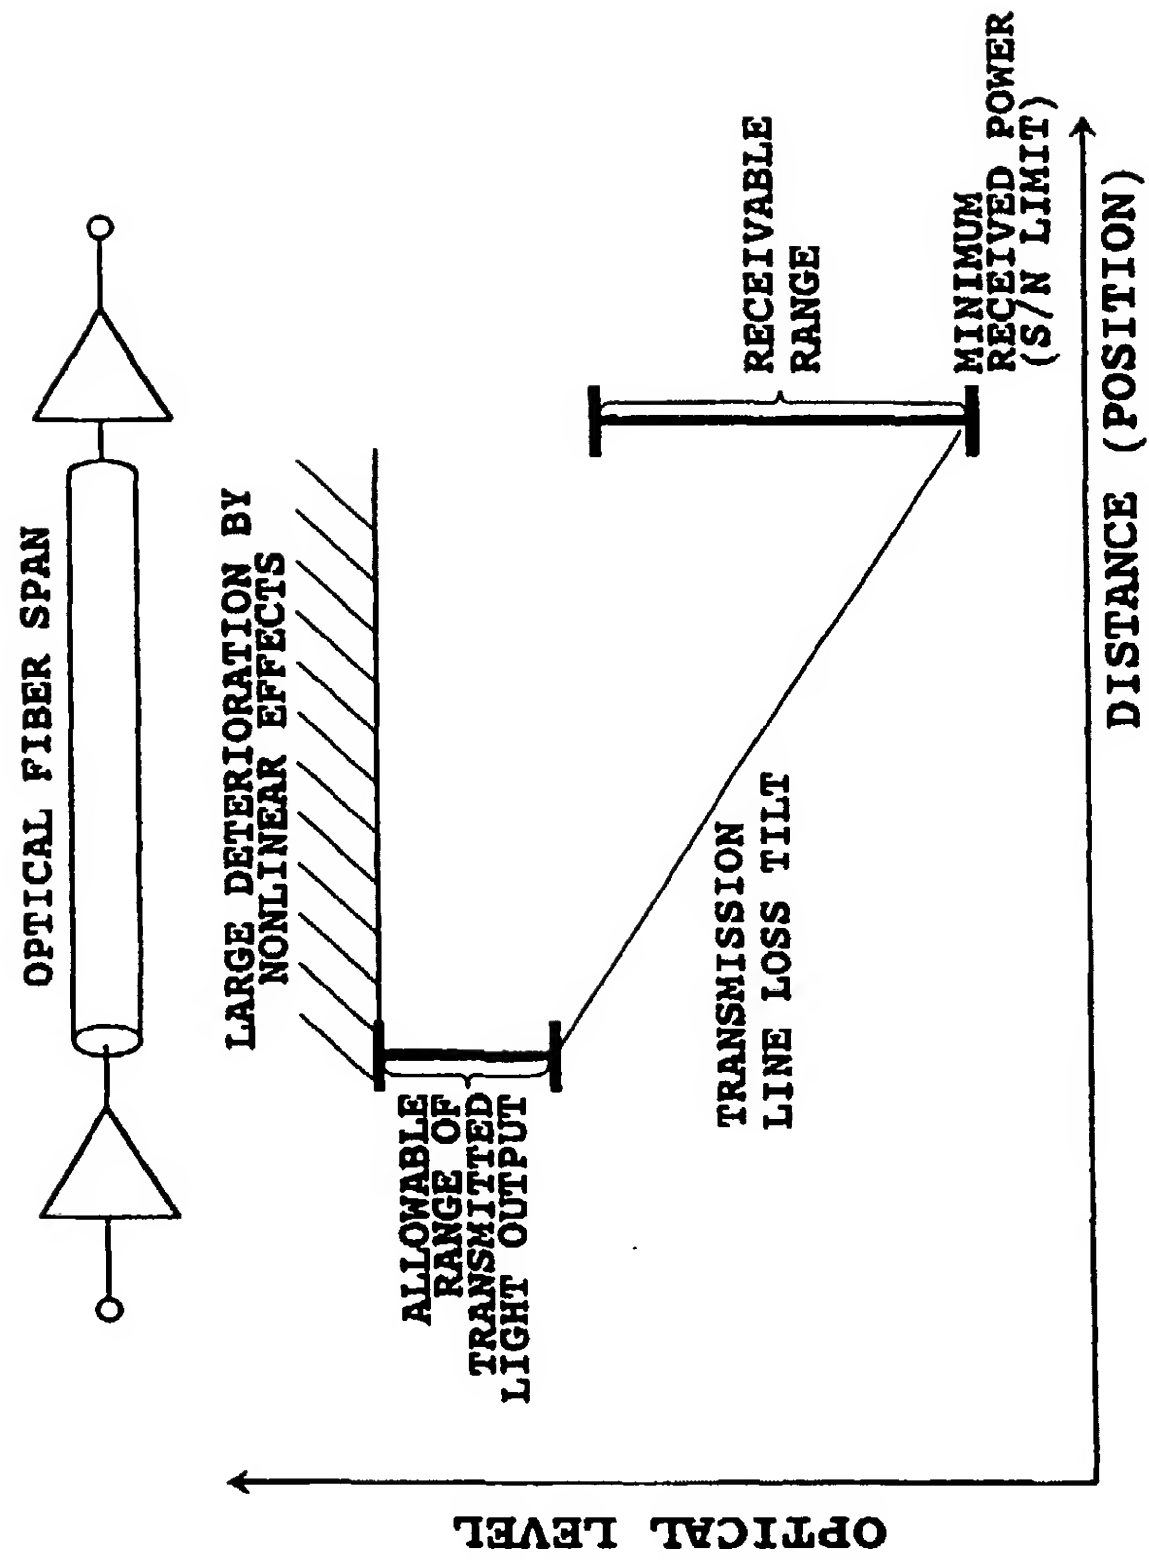 OPTICAL FIBER SPAN
LARGE DETERIORATION BY
NONLINEAR EFFECTS
ALLOWABLE
RANGE OF
TRANSMITTED
LIGHT OUTPUT
RECEIVABLE
RANGE
TRANSMISSION
LINE LOSS TILT
MINIMUM
RECEIVED POWER
(S/N LIMIT)
OPTICAL LEVEL
DISTANCE (POSITION)